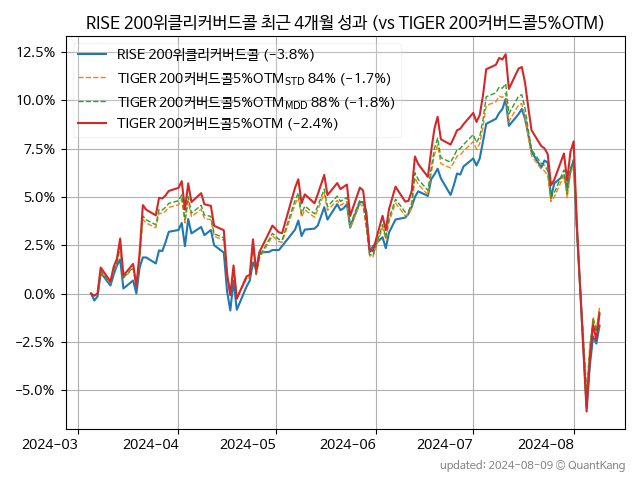 RISE 200위클리커버드콜 최근 4개월 성과 (vs TIGER 200커버드콜5%OTM)
RISE 200위클리커버드콜 (−3.8%)
TIGER 200커버드콜5%OTM_STD 84% (−1.7%)
TIGER 200커버드콜5%OTM_MDD 88% (−1.8%)
TIGER 200커버드콜5%OTM (−2.4%)
12.5%
10.0%
7.5%
5.0%
2.5%
0.0%
−2.5%
−5.0%
2024−03 2024−04 2024−05 2024−06 2024−07 2024−08
updated: 2024-08-09 © QuantKang